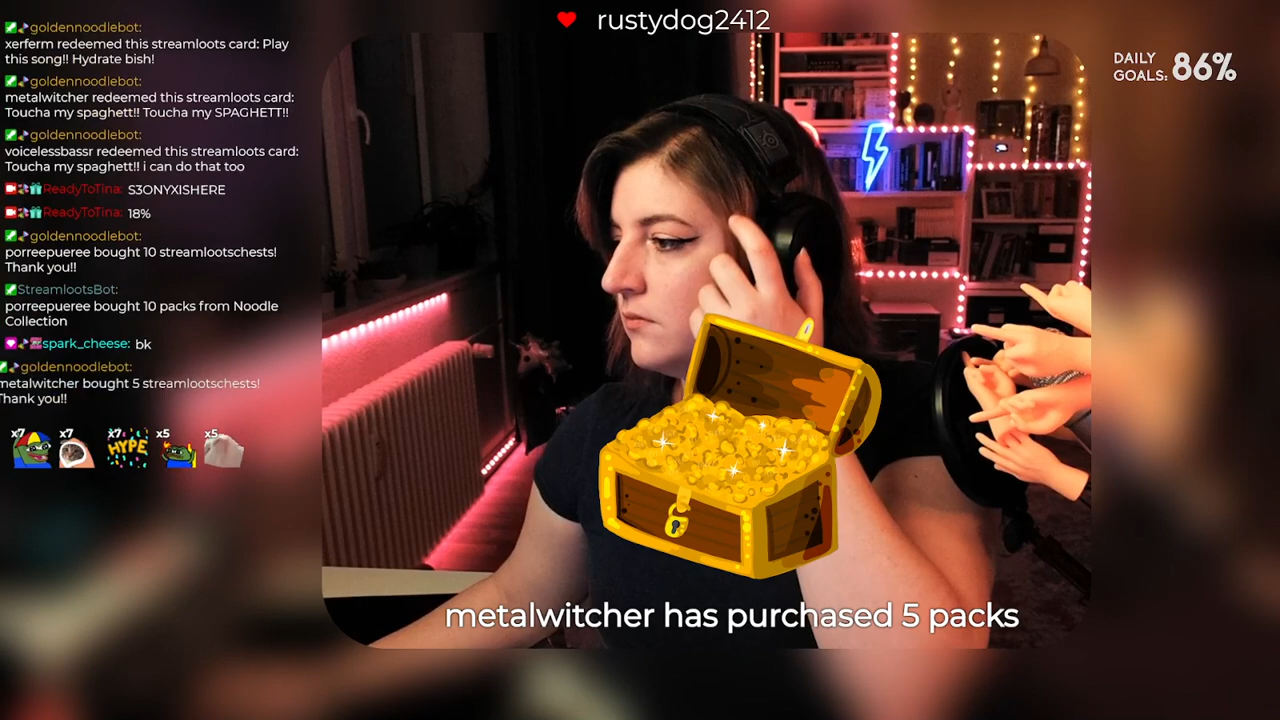 rustydog2412
goldennoodlebot:
xerferm redeemed this streamloots card: Play
this song!! Hydrate bish!
goldennoodlebot:
metalwitcher redeemed this streamloots card:
Toucha my spaghett!! Toucha my SPAGHETT!!
goldennoodlebot:
voicelessbassr redeemed this streamloots card:
Toucha my spaghett!! i can do that too
ReadyToTina: S3ONYXISHERE
ReadyToTina: 18%
goldennoodlebot:
porreepueree bought 10 streamlootschests!
Thank you!!
StreamlootsBot:
porreepueree bought 10 packs from Noodle
Collection
spark_cheese: bk
goldennoodlebot:
metalwitcher bought 5 streamlootschests!
Thank you!!
x7 x7 x7 x5 x5
HYPE
DAILY
GOALS: 86%
metalwitcher has purchased 5 packs